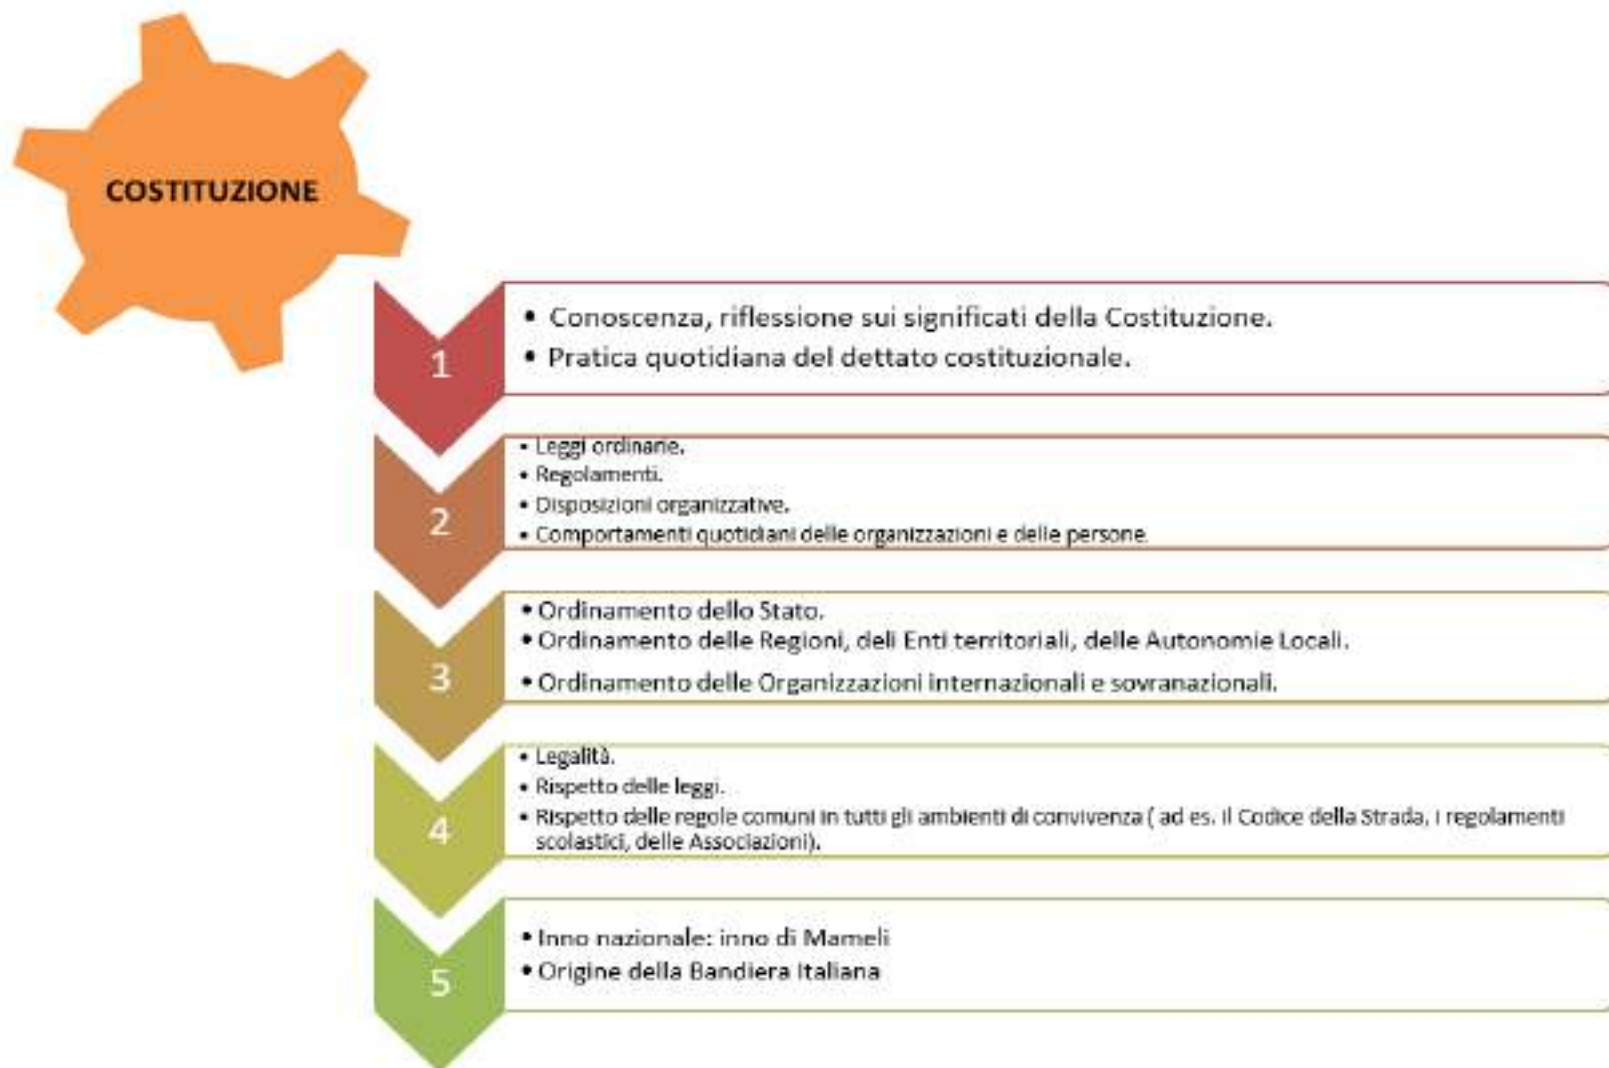 COSTITUZIONE
1
• Conoscenza, riflessione sui significati della Costituzione.
• Pratica quotidiana del dettato costituzionale.
2
• Leggi ordinarie.
• Regolamenti.
• Disposizioni organizzative.
• Comportamenti quotidiani delle organizzazioni e delle persone
3
• Ordinamento dello Stato.
• Ordinamento delle Regioni, deli Enti territoriali, delle Autonomie Locali.
• Ordinamento delle Organizzazioni internazionali e sovranazionali.
4
• Legalità.
• Rispetto delle leggi.
• Rispetto delle regole comuni in tutti gli ambienti di convivenza ( ad es. il Codice della Strada, i regolamenti
scolastici, delle Associazioni).
5
• Inno nazionale: inno di Mameli
• Origine della Bandiera Italiana